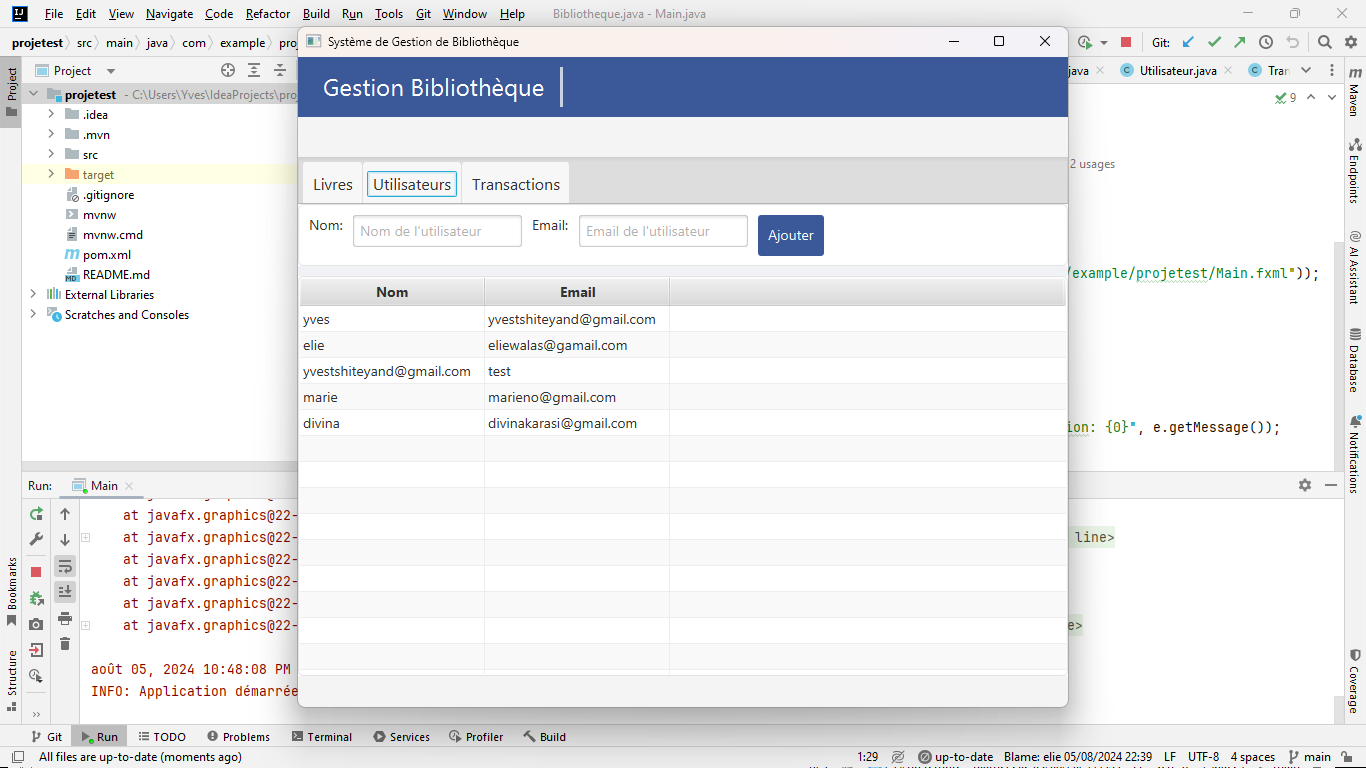 File Edit View Navigate Code Refactor Build Run Tools Git Window Help Bibliotheque.java - Main.java
projetest src main java com example
Système de Gestion de Bibliothèque
Git:
Project
Project
java
Utilisateur.java
Maven
Gestion Bibliothèque
projetest - C:\Users\Yves\IdeaProjects\
9
.idea
.mvn
src
2 usages
Endpoints
target
Livres Utilisateurs Transactions
.gitignore
mvnw
Nom: Nom de l'utilisateur Email: Email de l'utilisateur Ajouter
mvnw.cmd
pom.xml
AI Assistant
README.md
/example/projetest/Main.fxml"));
External Libraries
Nom Email
Scratches and Consoles
yves yvestshiteyand@gmail.com
elie eliewalas@gamail.com
Database
yvestshiteyand@gmail.com test
marie marieno@gmail.com
divina divinakarasi@gmail.com
ion: {0}", e.getMessage());
Notifications
Run: Main
at javafx.graphics@22-
at javafx.graphics@22-
line>
at javafx.graphics@22-
at javafx.graphics@22-
Bookmarks
at javafx.graphics@22-
at javafx.graphics@22-
e>
Structure
août 05, 2024 10:48:08 PM
INFO: Application démarrée
Coverage
Git Run TODO Problems Terminal Services Profiler Build
All files are up-to-date (moments ago) 1:29 up-to-date Blame: elie 05/08/2024 22:39 LF UTF-8 4 spaces main